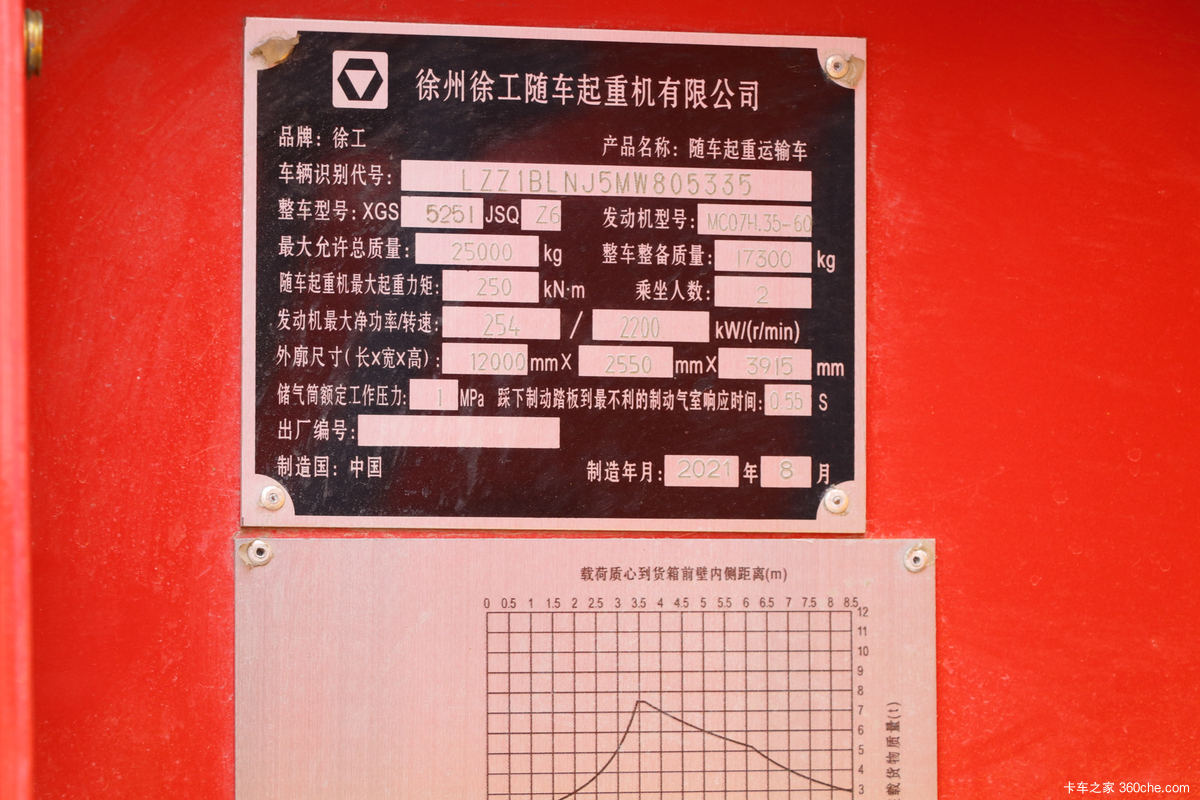 徐州徐工随车起重机有限公司
品牌：徐工 产品名称：随车起重运输车
车辆识别代号：LZZ1BLNJ5MW805335
整车型号：XGS 5251 JSQ Z6 发动机型号：MC07H.35-60
最大允许总质量：25000 kg 整车整备质量：17300 kg
随车起重机最大起重力矩：250 kN·m 乘坐人数：2
发动机最大净功率/转速：254 / 2200 kW/(r/min)
外廓尺寸(长X宽X高)：12000 mm X 2550 mm X 3915 mm
储气筒额定工作压力：1 MPa 踩下制动踏板到最不利的制动气室响应时间：0.55 S
出厂编号：
制造国：中国 制造年月：2021 年 8 月
载荷质心到货箱前壁内侧距离(m)
0 0.5 1 1.5 2 2.5 3 3.5 4 4.5 5 5.5 6 6.5 7 7.5 8 8.5
12
11
10
9
8
7
6
5
4
3
载货物质量(t)
卡车之家 360che.com